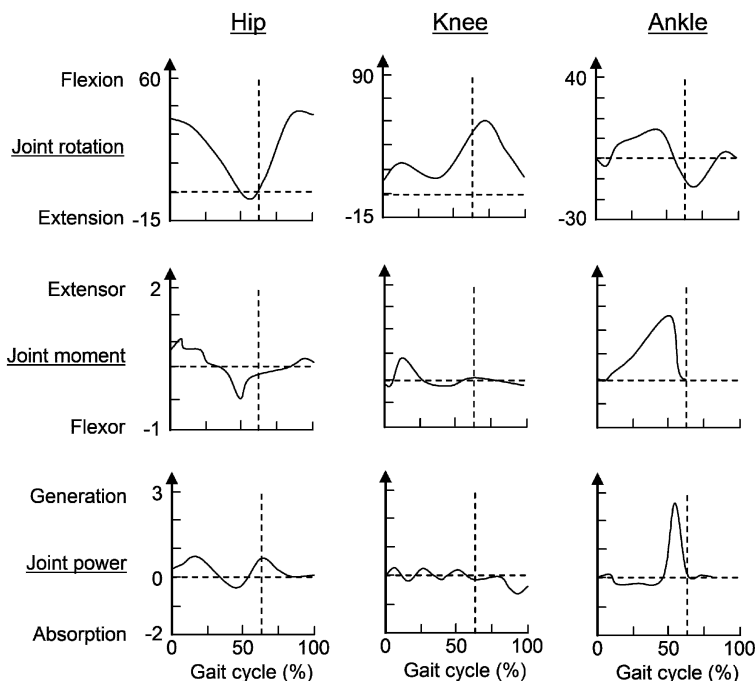 Hip Knee Ankle
Flexion 60 90 40
Joint rotation
Extension -15 -15 -30
Extensor 2
Joint moment
Flexor -1
Generation 3
Joint power 0
Absorption -2
0 50 100 0 50 100 0 50 100
Gait cycle (%) Gait cycle (%) Gait cycle (%)